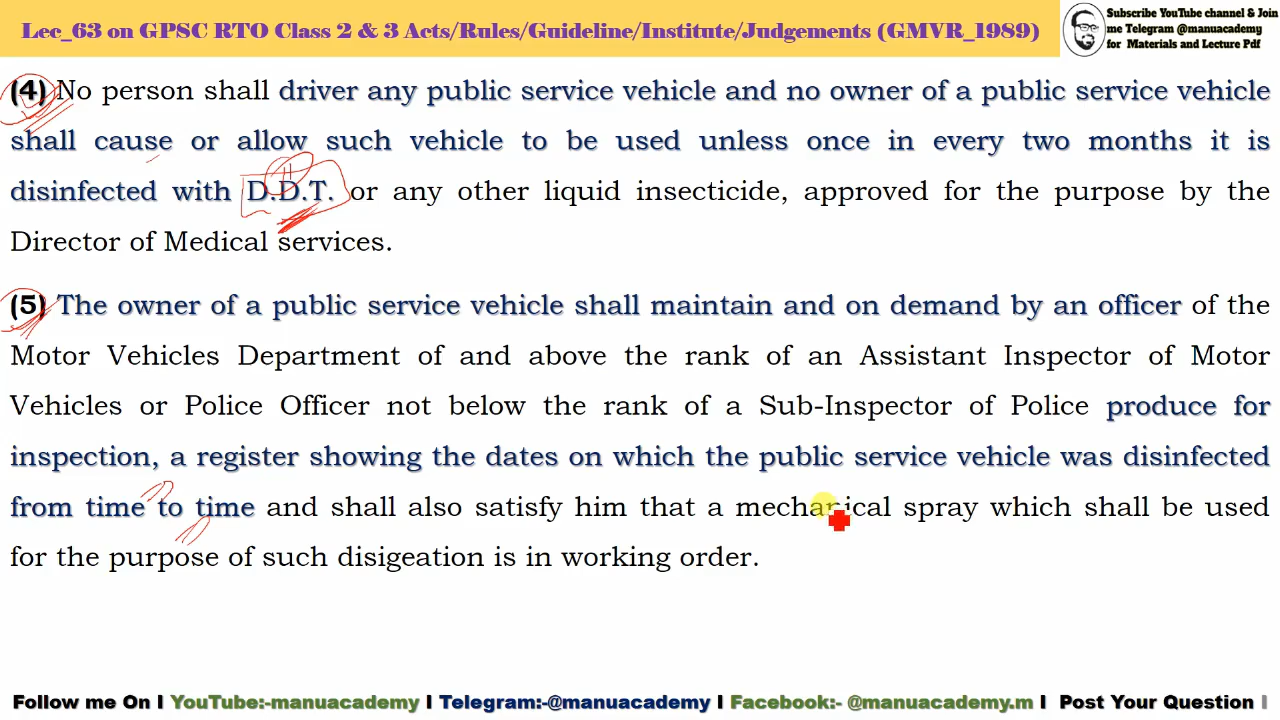 Lec_63 on GPSC RTO Class 2 & 3 Acts/Rules/Guideline/Institute/Judgements (GMVR_1989)
Subscribe YouTube channel & Join
me Telegram @manuacademy
for Materials and Lecture Pdf
(4) No person shall driver any public service vehicle and no owner of a public service vehicle
shall cause or allow such vehicle to be used unless once in every two months it is
disinfected with D.D.T. or any other liquid insecticide, approved for the purpose by the
Director of Medical services.
(5) The owner of a public service vehicle shall maintain and on demand by an officer of the
Motor Vehicles Department of and above the rank of an Assistant Inspector of Motor
Vehicles or Police Officer not below the rank of a Sub-Inspector of Police produce for
inspection, a register showing the dates on which the public service vehicle was disinfected
from time to time and shall also satisfy him that a mechanical spray which shall be used
for the purpose of such disigeation is in working order.
Follow me On I YouTube:-manuacademy I Telegram:-@manuacademy I Facebook:- @manuacademy.m I Post Your Question I